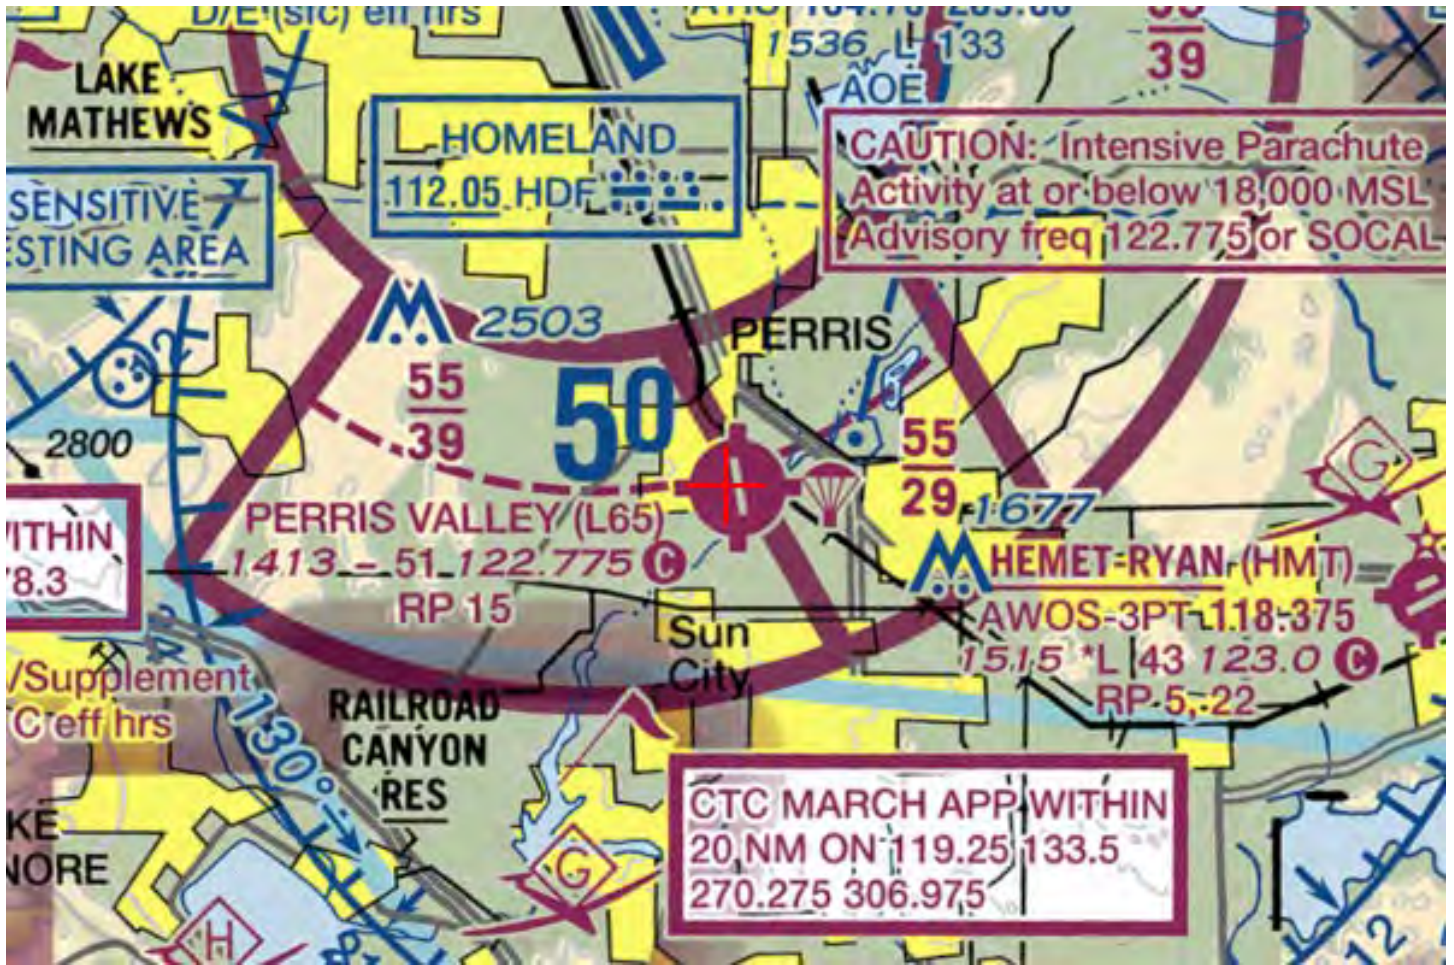 D/E (sfc) eff hrs
1536 L 133
39
AOE
LAKE
MATHEWS
HOMELAND
112.05 HDF
CAUTION: Intensive Parachute
Activity at or below 18,000 MSL
Advisory freq 122.775 or SOCAL
SENSITIVE
ESTING AREA
2503
PERRIS
55
39
50
2800
55
29
G
1677
PERRIS VALLEY (L65)
1413 - 51 122.775 C
RP 15
WITHIN
78.3
HEMET-RYAN (HMT)
AWOS-3PT 118.375
1515 *L 43 123.0 C
RP 5, 22
Sun
City
/Supplement
C eff hrs
RAILROAD
CANYON
RES
130°
CTC MARCH APP WITHIN
20 NM ON 119.25 133.5
270.275 306.975
KE
NORE
G
H
12